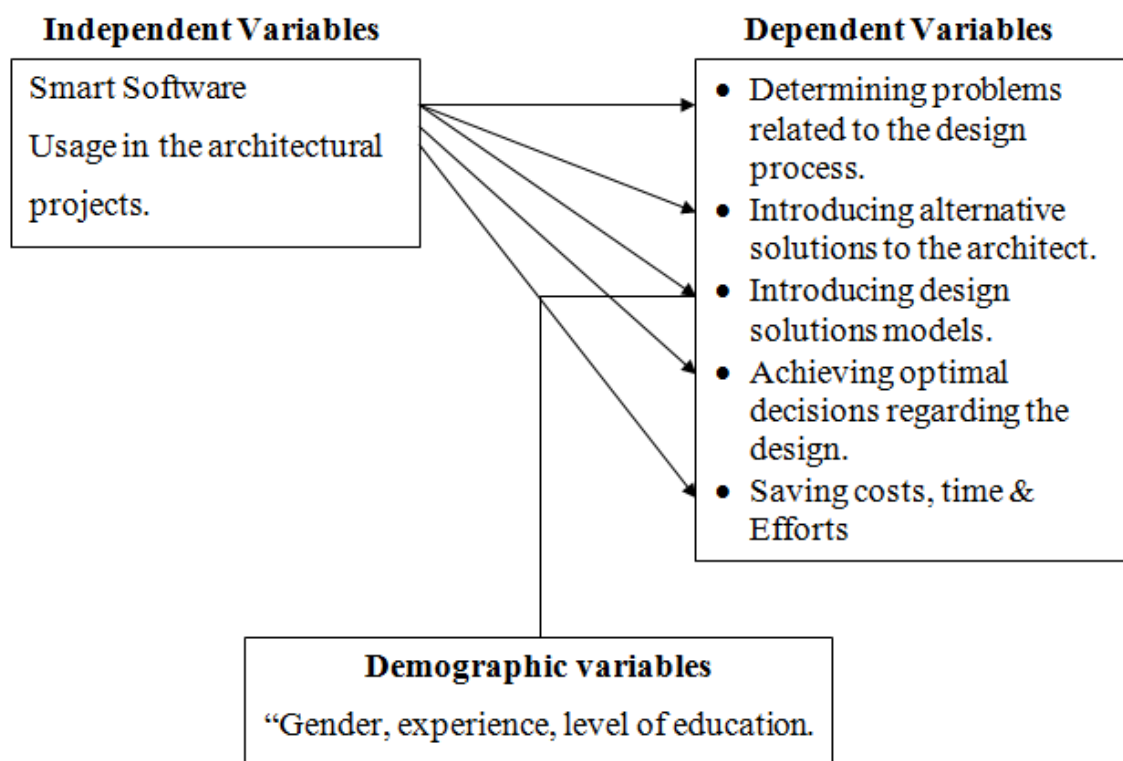 Independent Variables
Smart Software
Usage in the architectural
projects.
Dependent Variables
● Determining problems
related to the design
process.
● Introducing alternative
solutions to the architect.
● Introducing design
solutions models.
● Achieving optimal
decisions regarding the
design.
● Saving costs, time &
Efforts
Demographic variables
“Gender, experience, level of education.